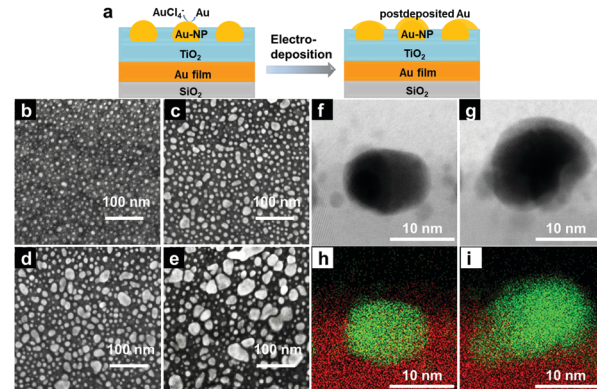 a
AuCl₄⁻ Au
Au-NP
TiO₂
Au film
SiO₂
Electro-
deposition
postdeposited Au
Au-NP
TiO₂
Au film
SiO₂
b
100 nm
c
100 nm
f
10 nm
g
10 nm
d
100 nm
e
100 nm
h
10 nm
i
10 nm